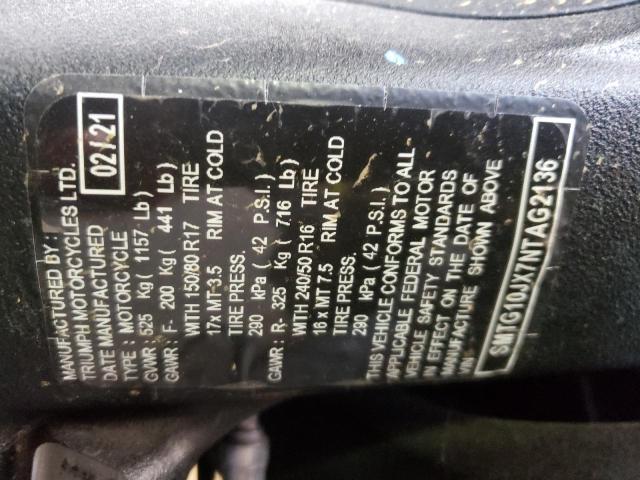 MANUFACTURED BY:
TRIUMPH MOTORCYCLES LTD.
DATE MANUFACTURED 02/21
TYPE : MOTORCYCLE
GVWR: 525 Kg ( 1157 Lb )
GAWR: F- 200 Kg ( 441 Lb )
WITH 150/80 R17 TIRE
17x MT-3.5 RIM AT COLD
TIRE PRESS.
290 kPa ( 42 P.S.I.)
GAWR: R- 325 Kg ( 716 Lb )
WITH 240/50 R16 TIRE
16 x MT 7.5 RIM AT COLD
TIRE PRESS.
290 kPa ( 42 P.S.I.)
THIS VEHICLE CONFORMS TO ALL
APPLICABLE FEDERAL MOTOR
VEHICLE SAFETY STANDARDS
IN EFFECT ON THE DATE OF
MANUFACTURE SHOWN ABOVE
VIN
SMTG10JX7NTAG2136